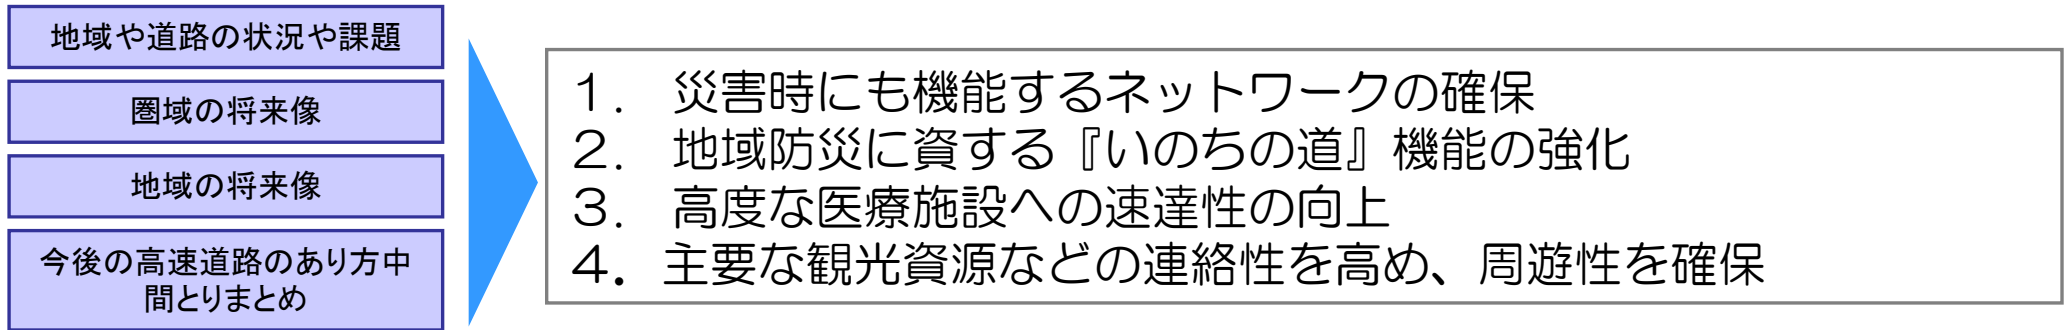 地域や道路の状況や課題
圏域の将来像
地域の将来像
今後の高速道路のあり方中
間とりまとめ
１．　災害時にも機能するネットワークの確保
２．　地域防災に資する『いのちの道』機能の強化
３．　高度な医療施設への速達性の向上
４．主要な観光資源などの連絡性を高め、周遊性を確保